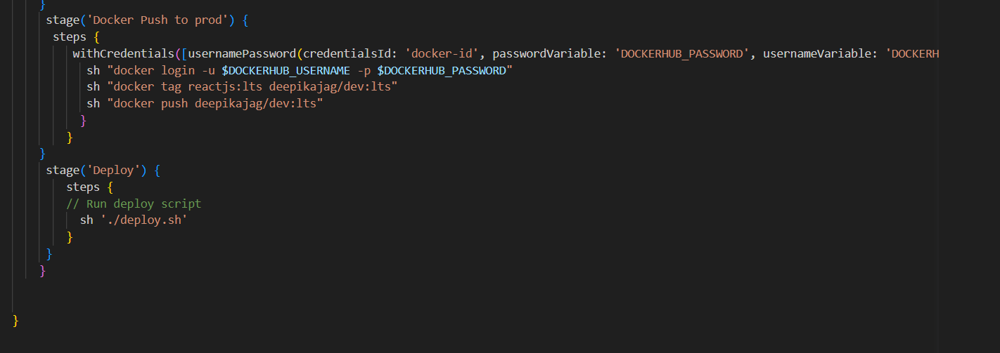 }
stage('Docker Push to prod') {
steps {
withCredentials([usernamePassword(credentialsId: 'docker-id', passwordVariable: 'DOCKERHUB_PASSWORD', usernameVariable: 'DOCKERH
sh "docker login -u $DOCKERHUB_USERNAME -p $DOCKERHUB_PASSWORD"
sh "docker tag reactjs:lts deepikajag/dev:lts"
sh "docker push deepikajag/dev:lts"
}
}
}
stage('Deploy') {
steps {
// Run deploy script
sh './deploy.sh'
}
}
}
}